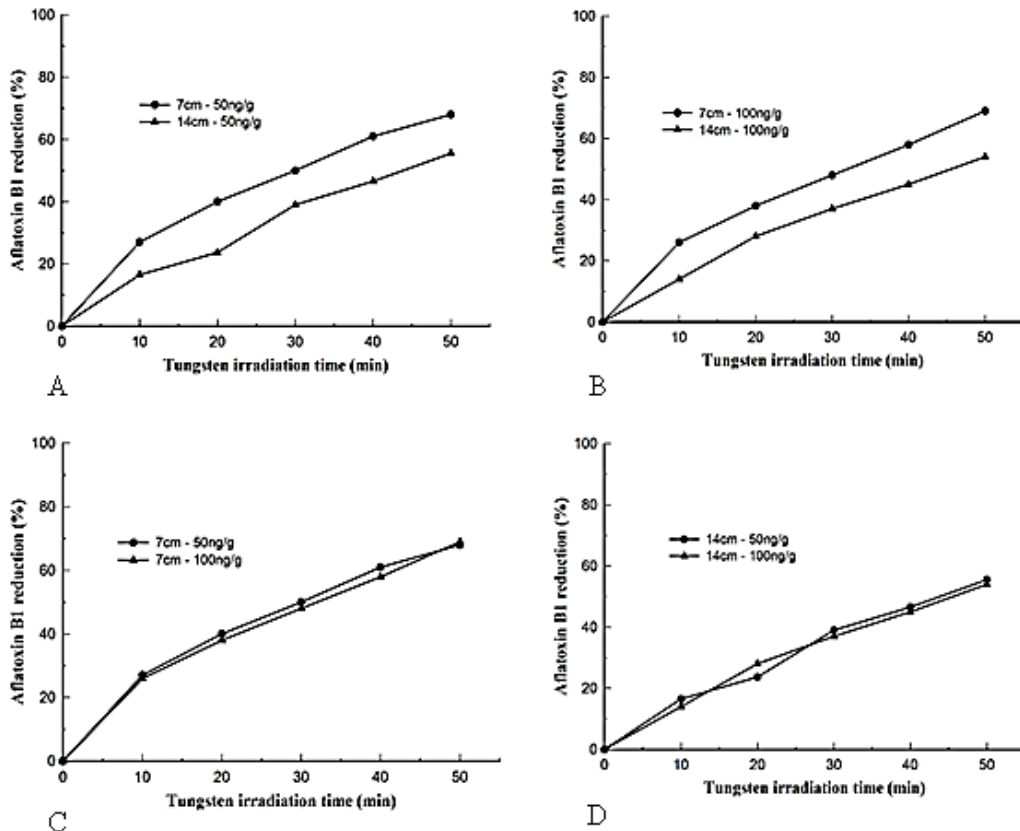 100
80
60
40
20
0
Aflatoxin B1 reduction (%)
7cm - 50ng/g
14cm - 50ng/g
0 10 20 30 40 50
Tungsten irradiation time (min)
A
100
80
60
40
20
0
Aflatoxin B1 reduction (%)
7cm - 100ng/g
14cm - 100ng/g
0 10 20 30 40 50
Tungsten irradiation time (min)
B
100
80
60
40
20
0
Aflatoxin B1 reduction (%)
7cm - 50ng/g
7cm - 100ng/g
0 10 20 30 40 50
Tungsten irradiation time (min)
C
100
80
60
40
20
0
Aflatoxin B1 reduction (%)
14cm - 50ng/g
14cm - 100ng/g
0 10 20 30 40 50
Tungsten irradiation time (min)
D